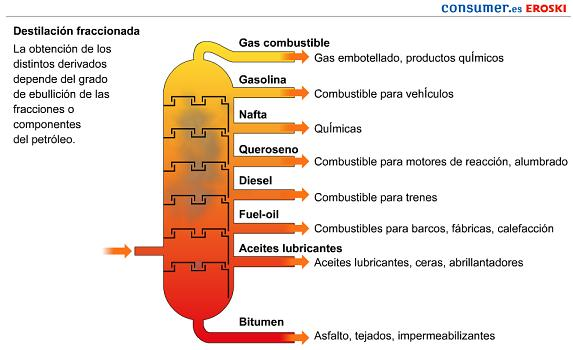 consumer.es EROSKI
Destilación fraccionada
La obtención de los
distintos derivados
depende del grado
de ebullición de las
fracciones o
componentes
del petróleo.
Gas combustible
Gas embotellado, productos químicos
Gasolina
Combustible para vehÍculos
Nafta
QuÍmicas
Queroseno
Combustible para motores de reacción, alumbrado
Diesel
Combustible para trenes
Fuel-oil
Combustibles para barcos, fábricas, calefacción
Aceites lubricantes
Aceites lubricantes, ceras, abrillantadores
Bitumen
Asfalto, tejados, impermeabilizantes